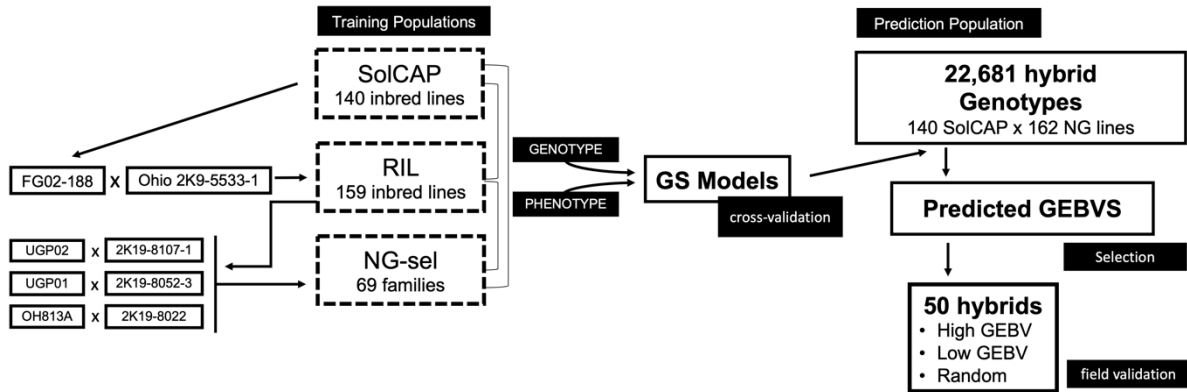 Training Populations
SolCAP
140 inbred lines
FG02-188 X Ohio 2K9-5533-1
RIL
159 inbred lines
UGP02 x 2K19-8107-1
UGP01 x 2K19-8052-3
OH813A x 2K19-8022
NG-sel
69 families
GENOTYPE
PHENOTYPE
GS Models
cross-validation
Prediction Population
22,681 hybrid
Genotypes
140 SolCAP x 162 NG lines
Predicted GEBVS
Selection
50 hybrids
• High GEBV
• Low GEBV
• Random
field validation